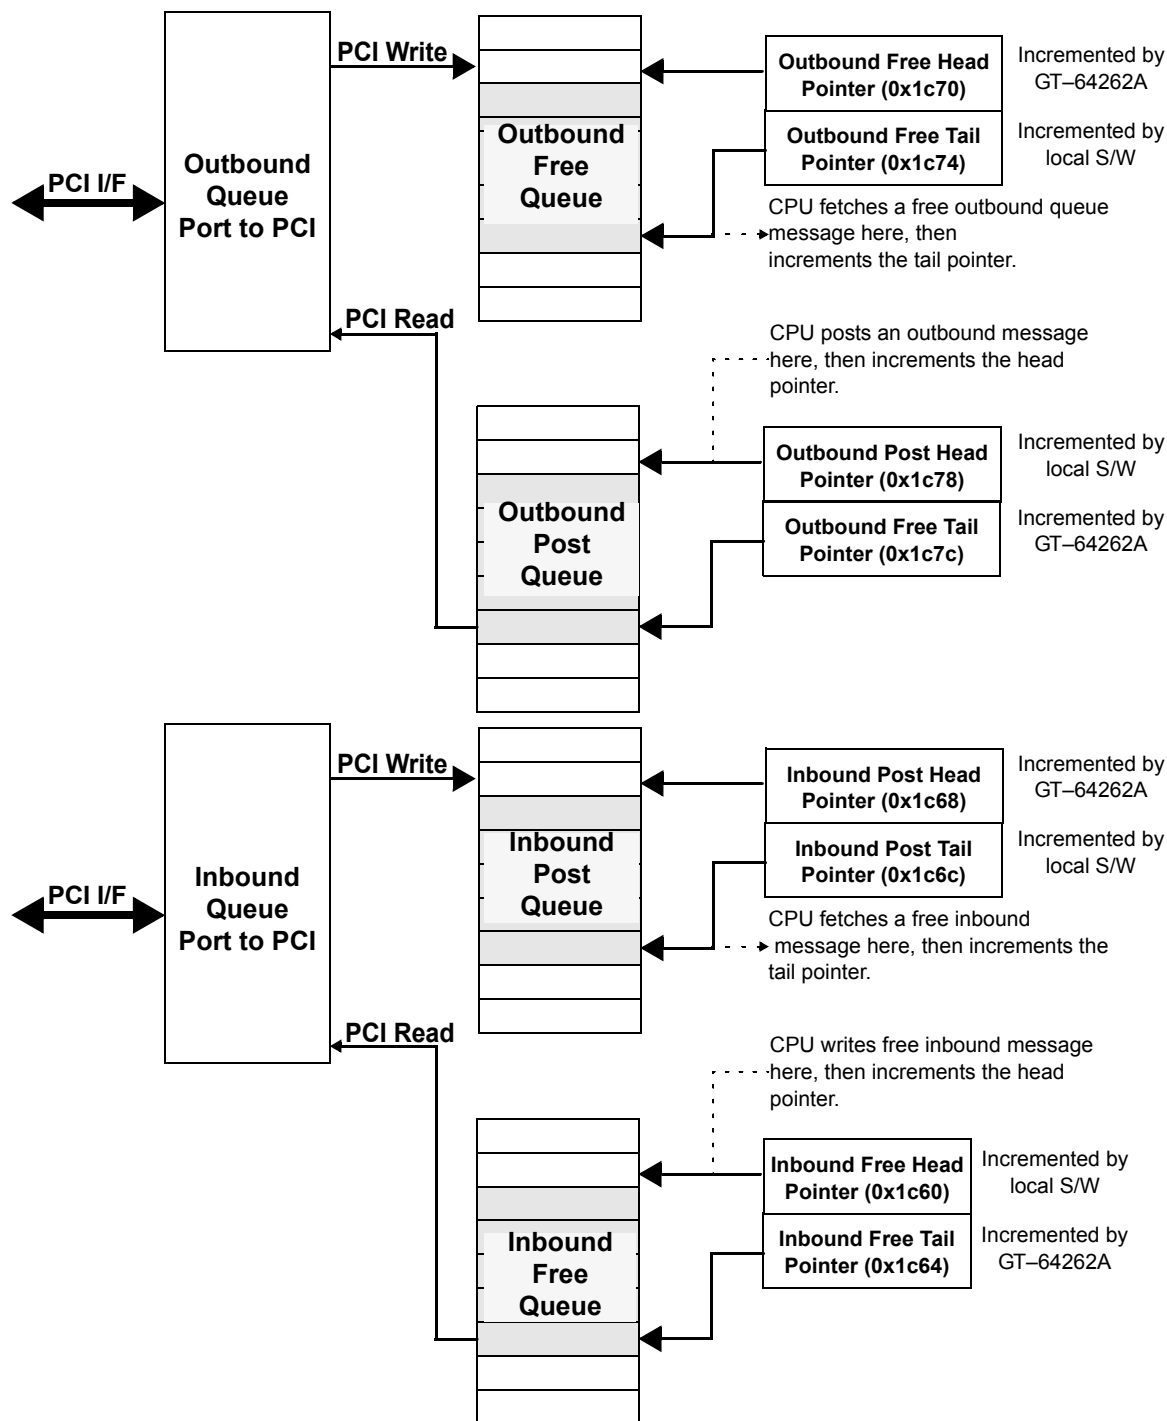 PCI Write
Outbound Free Head
Pointer (0x1c70)
Incremented by
GT–64262A
Outbound
Free
Queue
Outbound Free Tail
Pointer (0x1c74)
Incremented by
local S/W
PCI I/F
Outbound
Queue
Port to PCI
CPU fetches a free outbound queue
message here, then
increments the tail pointer.
PCI Read
CPU posts an outbound message
here, then increments the head
pointer.
Outbound Post Head
Pointer (0x1c78)
Incremented by
local S/W
Outbound
Post
Queue
Outbound Free Tail
Pointer (0x1c7c)
Incremented by
GT–64262A
PCI Write
Inbound Post Head
Pointer (0x1c68)
Incremented by
GT–64262A
Inbound
Post
Queue
Inbound Post Tail
Pointer (0x1c6c)
Incremented by
local S/W
PCI I/F
Inbound
Queue
Port to PCI
CPU fetches a free inbound
message here, then increments the
tail pointer.
PCI Read
CPU writes free inbound message
here, then increments the head
pointer.
Inbound Free Head
Pointer (0x1c60)
Incremented by
local S/W
Inbound
Free
Queue
Inbound Free Tail
Pointer (0x1c64)
Incremented by
GT–64262A